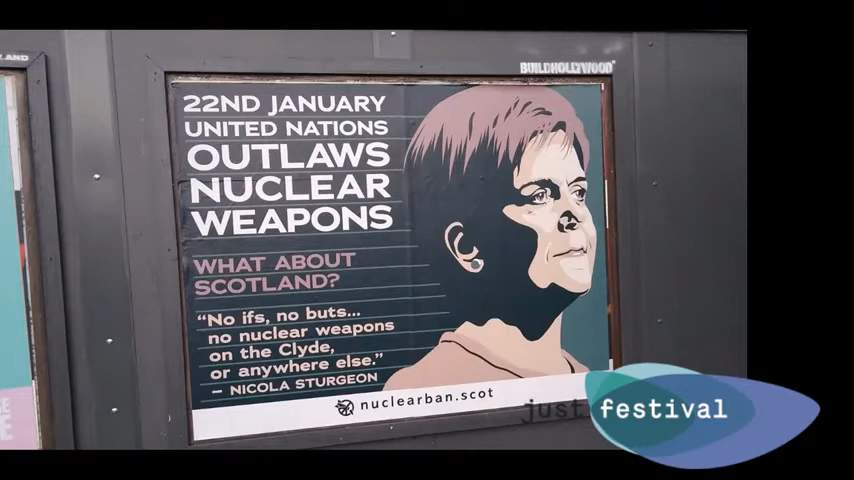 LAND
BUILDHOLLYWOOD
22ND JANUARY
UNITED NATIONS
OUTLAWS
NUCLEAR
WEAPONS
WHAT ABOUT
SCOTLAND?
"No ifs, no buts...
no nuclear weapons
on the Clyde,
or anywhere else."
– NICOLA STURGEON
nuclearban.scot
just festival